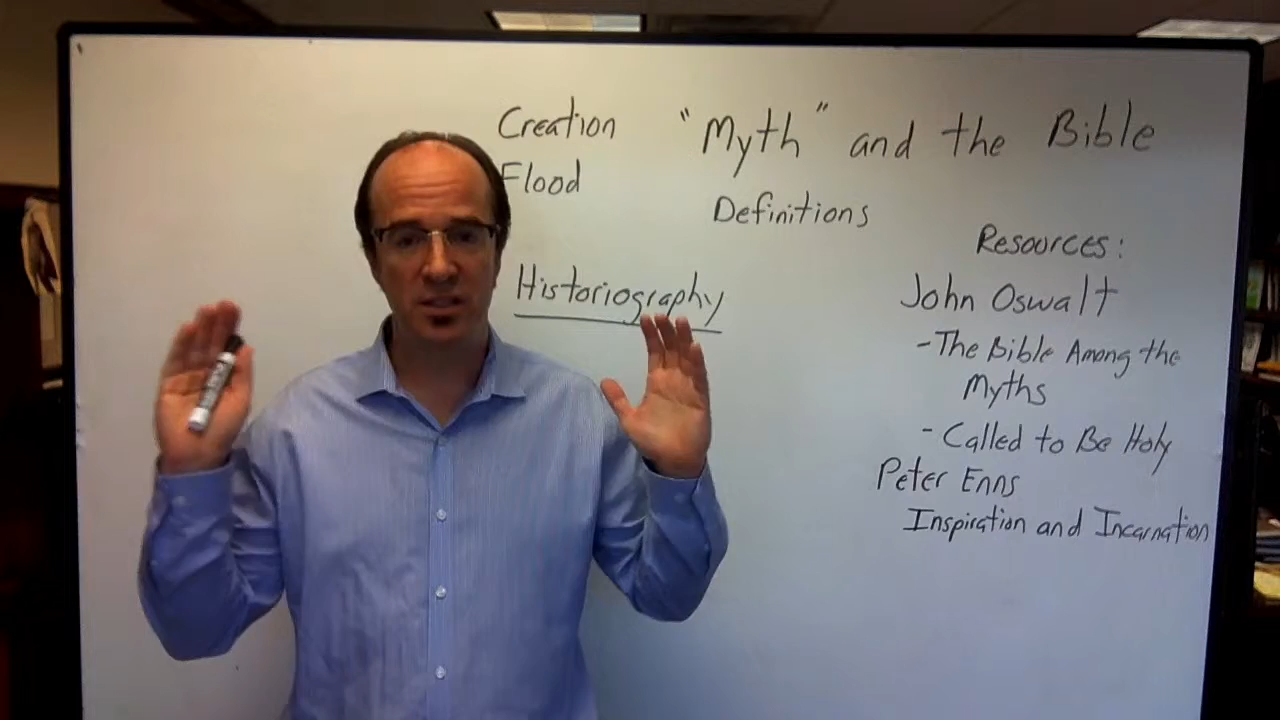 Creation
Flood
"Myth" and the Bible
Definitions
Historiography
Resources:
John Oswalt
-The Bible Among the
Myths
-Called to Be Holy
Peter Enns
Inspiration and Incarnation